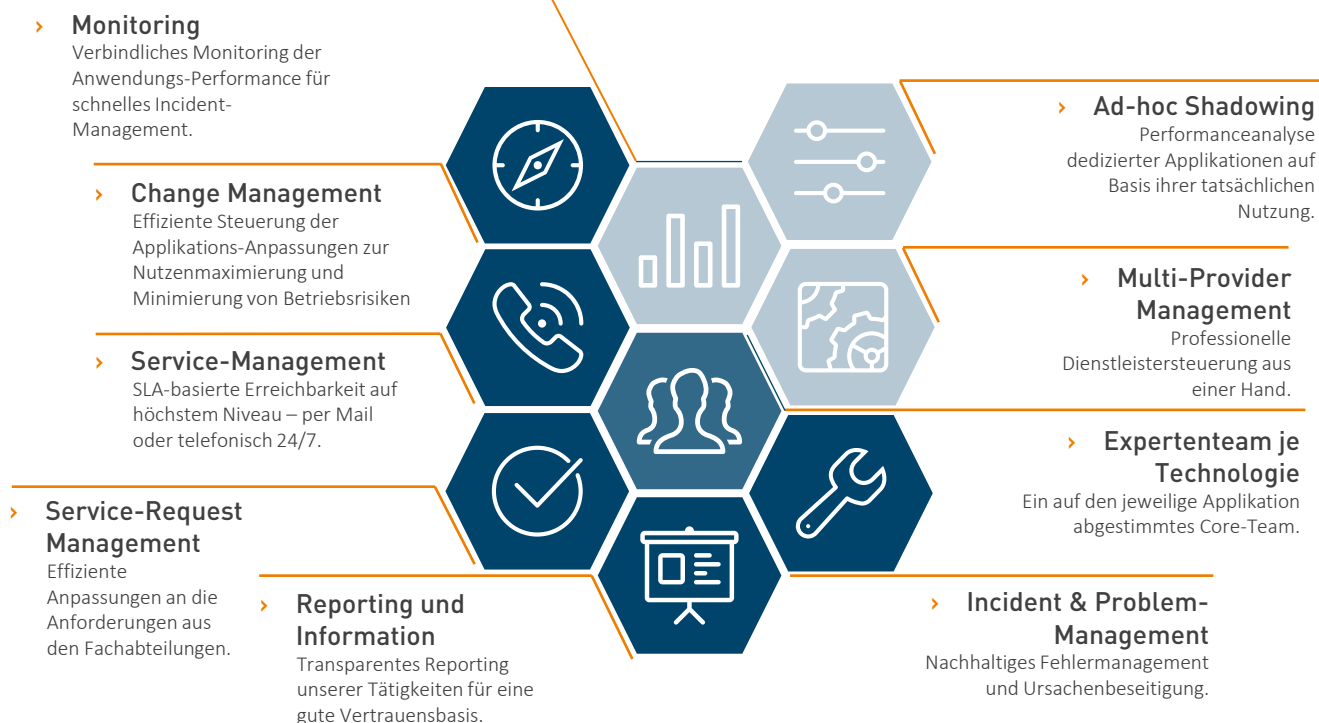 › Monitoring
Verbindliches Monitoring der
Anwendungs-Performance für
schnelles Incident-
Management.
› Change Management
Effiziente Steuerung der
Applikations-Anpassungen zur
Nutzenmaximierung und
Minimierung von Betriebsrisiken
› Service-Management
SLA-basierte Erreichbarkeit auf
höchstem Niveau – per Mail
oder telefonisch 24/7.
› Service-Request
Management
Effiziente
Anpassungen an die
Anforderungen aus
den Fachabteilungen.
› Reporting und
Information
Transparentes Reporting
unserer Tätigkeiten für eine
gute Vertrauensbasis.
› Ad-hoc Shadowing
Performanceanalyse
dedizierter Applikationen auf
Basis ihrer tatsächlichen
Nutzung.
› Multi-Provider
Management
Professionelle
Dienstleistersteuerung aus
einer Hand.
› Expertenteam je
Technologie
Ein auf den jeweilige Applikation
abgestimmtes Core-Team.
› Incident & Problem-
Management
Nachhaltiges Fehlermanagement
und Ursachenbeseitigung.